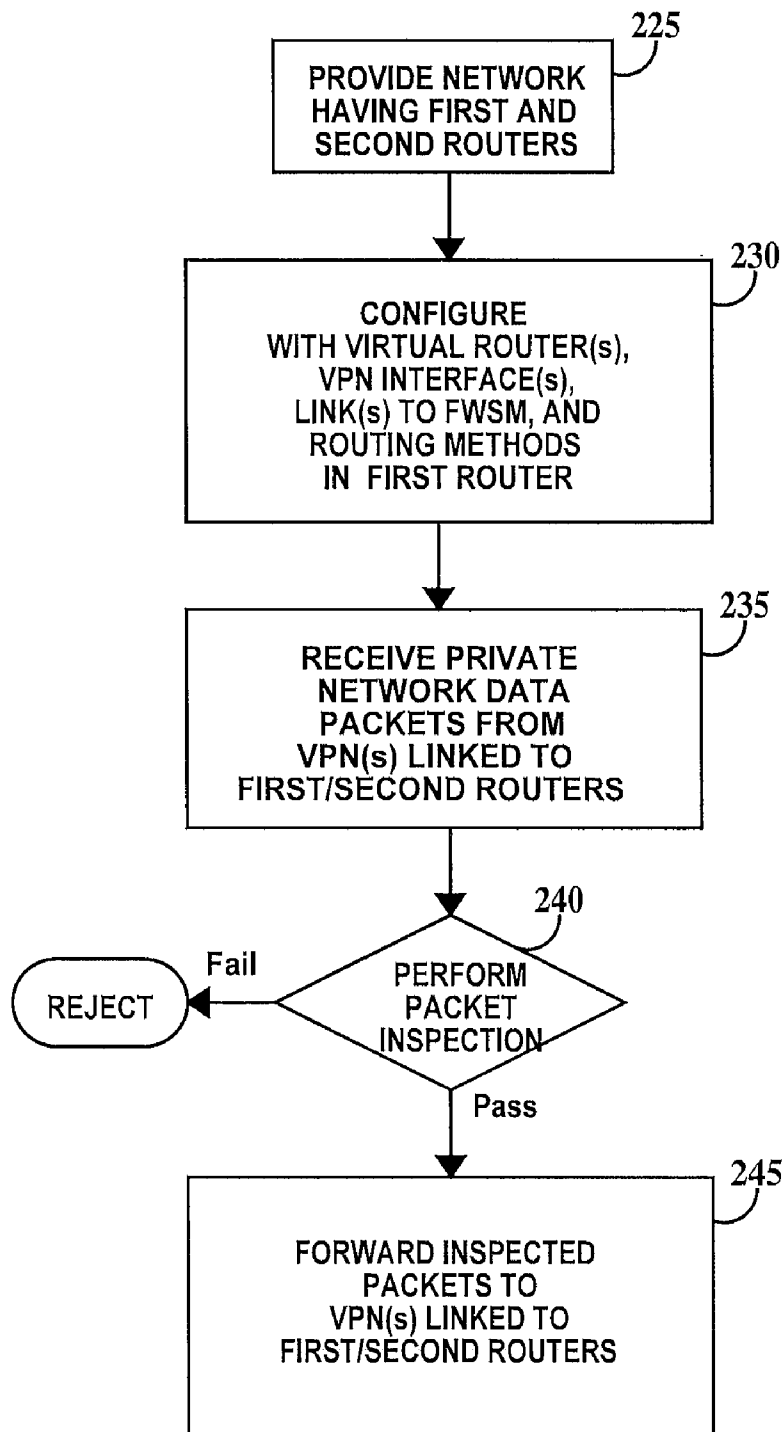 225
PROVIDE NETWORK
HAVING FIRST AND
SECOND ROUTERS
230
CONFIGURE
WITH VIRTUAL ROUTER(s),
VPN INTERFACE(s),
LINK(s) TO FWSM, AND
ROUTING METHODS
IN FIRST ROUTER
235
RECEIVE PRIVATE
NETWORK DATA
PACKETS FROM
VPN(s) LINKED TO
FIRST/SECOND ROUTERS
240
Fail
PERFORM
PACKET
INSPECTION
REJECT
Pass
245
FORWARD INSPECTED
PACKETS TO
VPN(s) LINKED TO
FIRST/SECOND ROUTERS